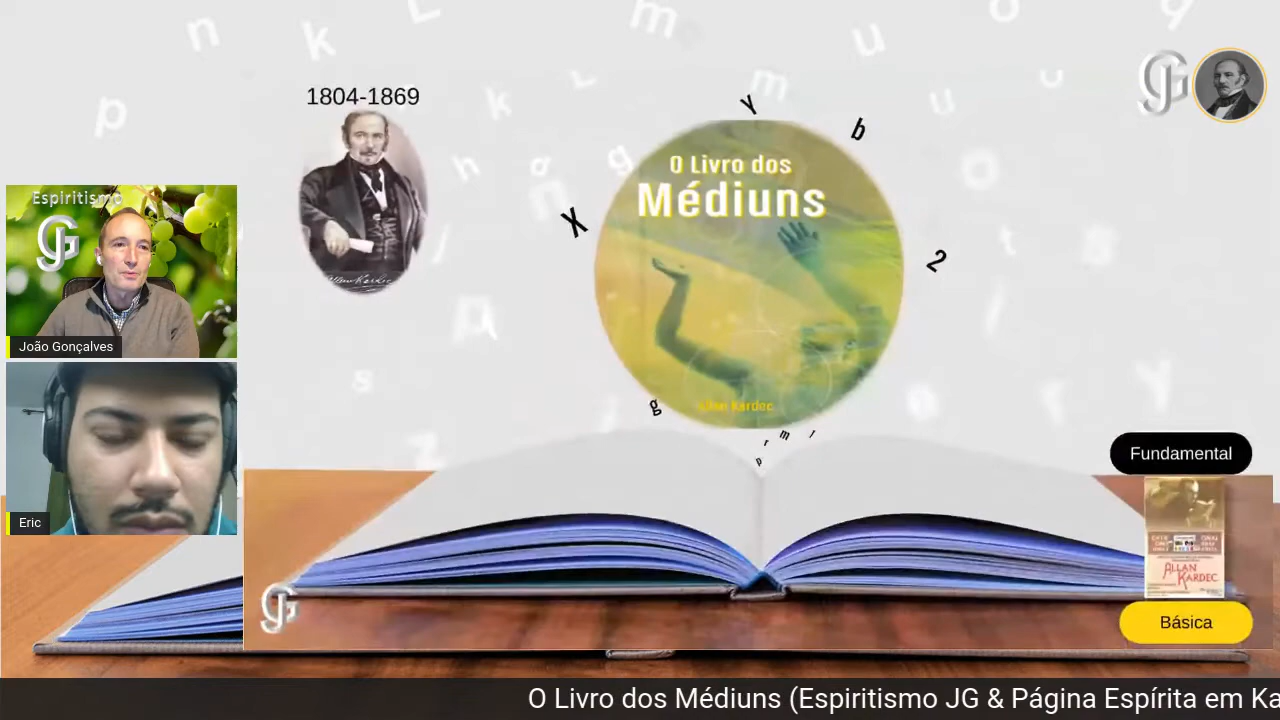 1804-1869
O Livro dos
Médiuns
Allan Kardec
Espiritismo
JG
João Gonçalves
Eric
Fundamental
ALLAN
KARDEC
Básica
O Livro dos Médiuns (Espiritismo JG & Página Espírita em Ka